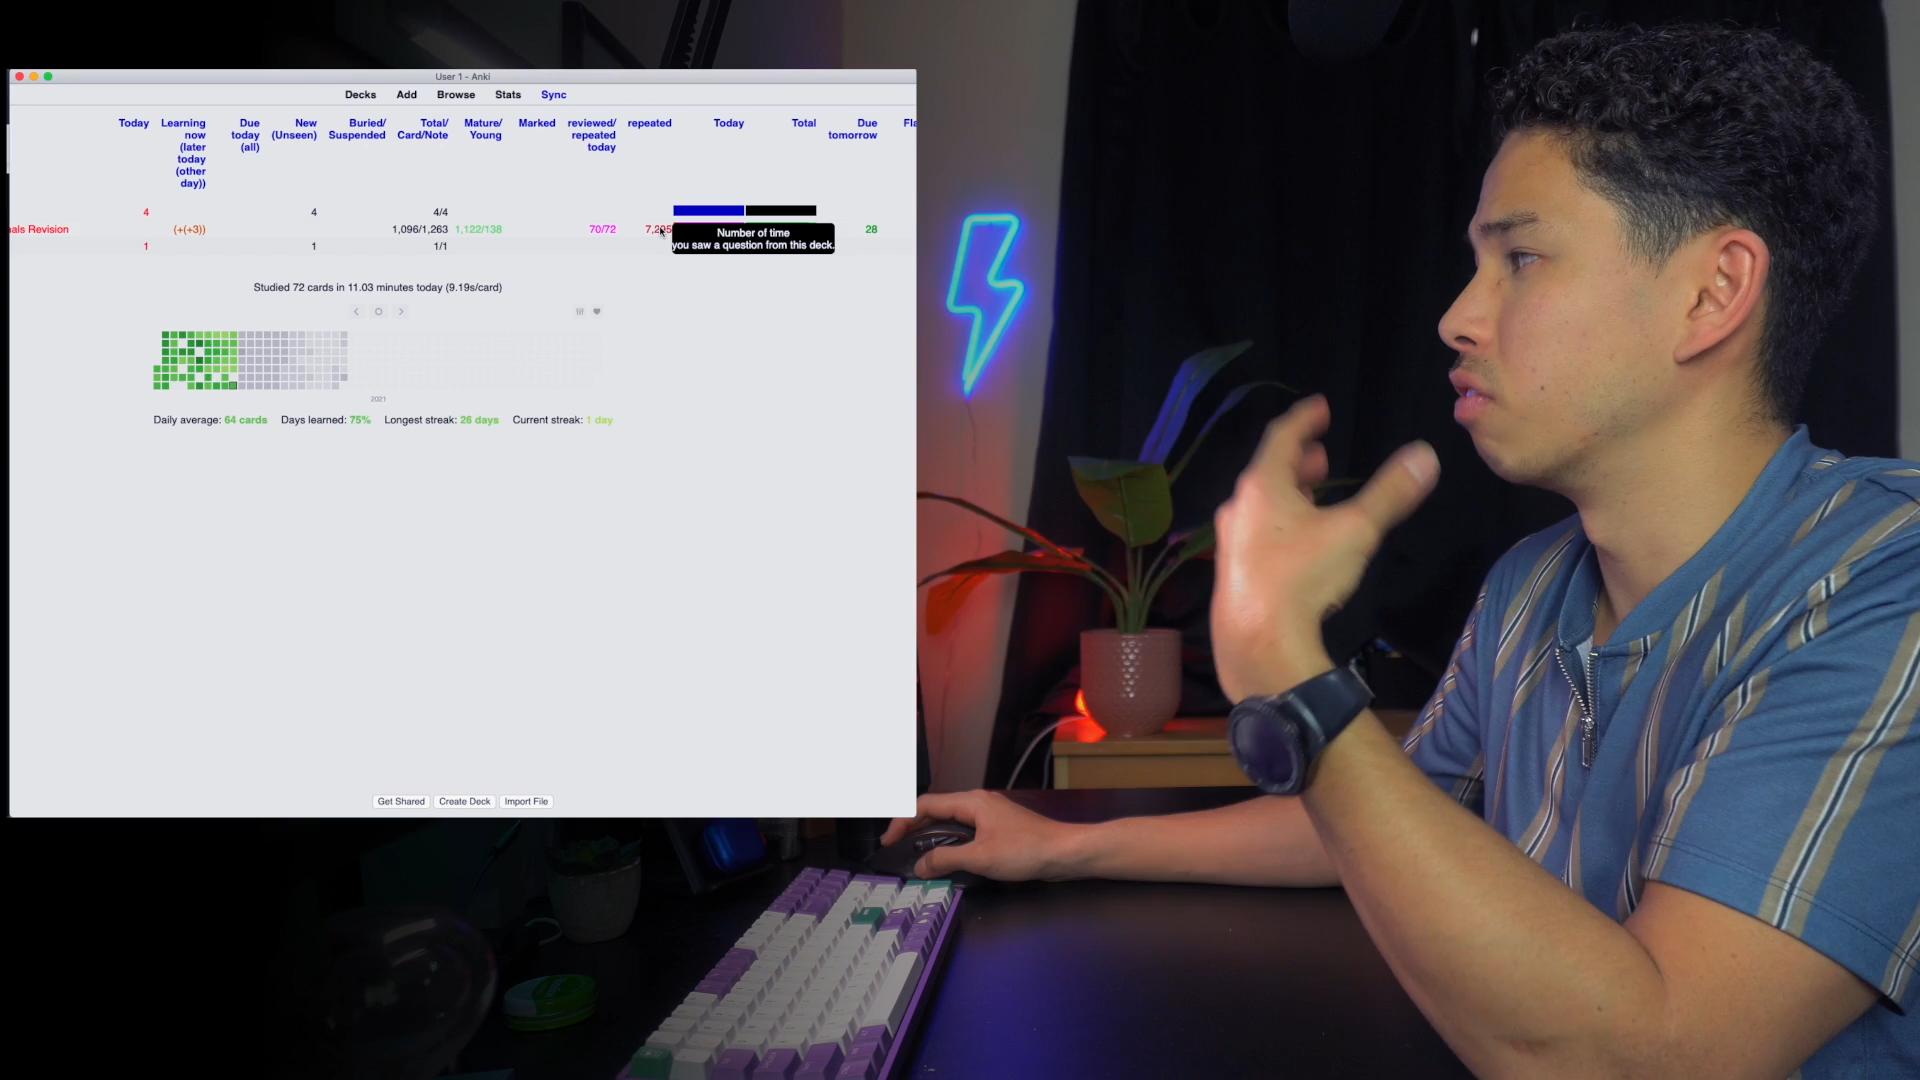 User 1 - Anki
Decks Add Browse Stats Sync
Today Learning now (later today (other day)) Due today (all) New (Unseen) Buried/ Suspended Total/ Card/Note Mature/ Young Marked reviewed/ repeated today repeated Today Total Due tomorrow
4 4 4/4
Revision (+(+3)) 1,096/1,263 1,122/138 70/72 28
1 1 1/1
Number of time
you saw a question from this deck.
Studied 72 cards in 11.03 minutes today (9.19s/card)
2021
Daily average: 64 cards Days learned: 75% Longest streak: 26 days Current streak: 1 day
Get Shared Create Deck Import File